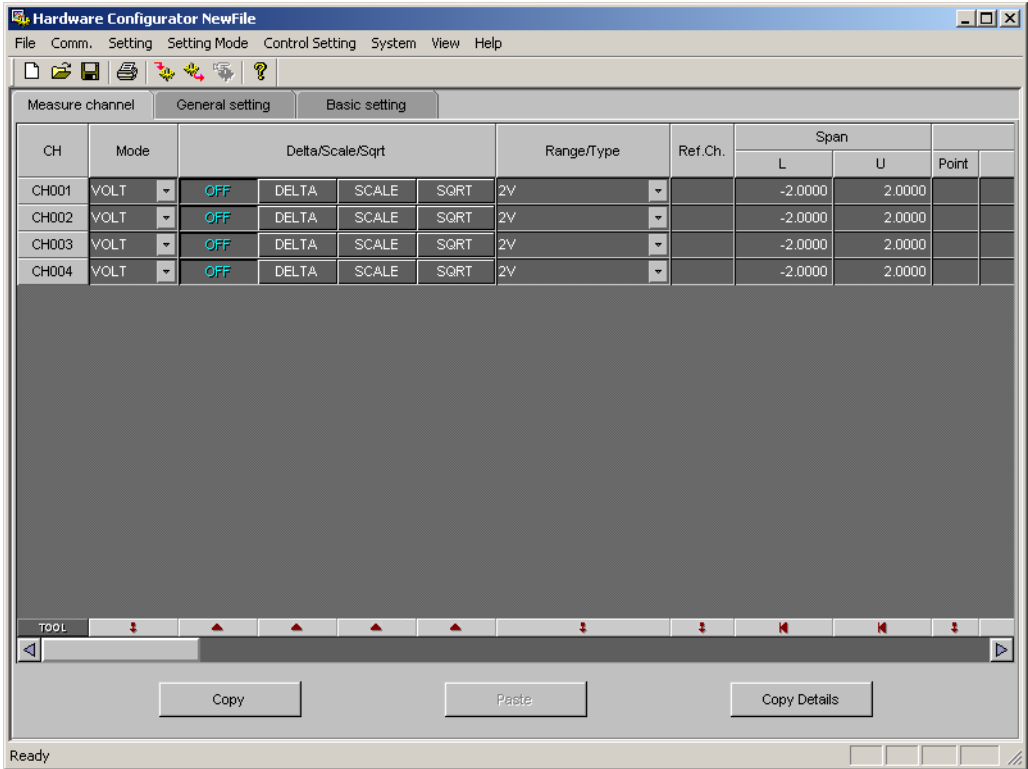 Hardware Configurator NewFile
File Comm. Setting Setting Mode Control Setting System View Help
Measure channel General setting Basic setting
CH Mode Delta/Scale/Sqrt Range/Type Ref.Ch. Span
L U Point
CH001 VOLT OFF DELTA SCALE SQRT 2V -2.0000 2.0000
CH002 VOLT OFF DELTA SCALE SQRT 2V -2.0000 2.0000
CH003 VOLT OFF DELTA SCALE SQRT 2V -2.0000 2.0000
CH004 VOLT OFF DELTA SCALE SQRT 2V -2.0000 2.0000
TOOL
Copy Paste Copy Details
Ready